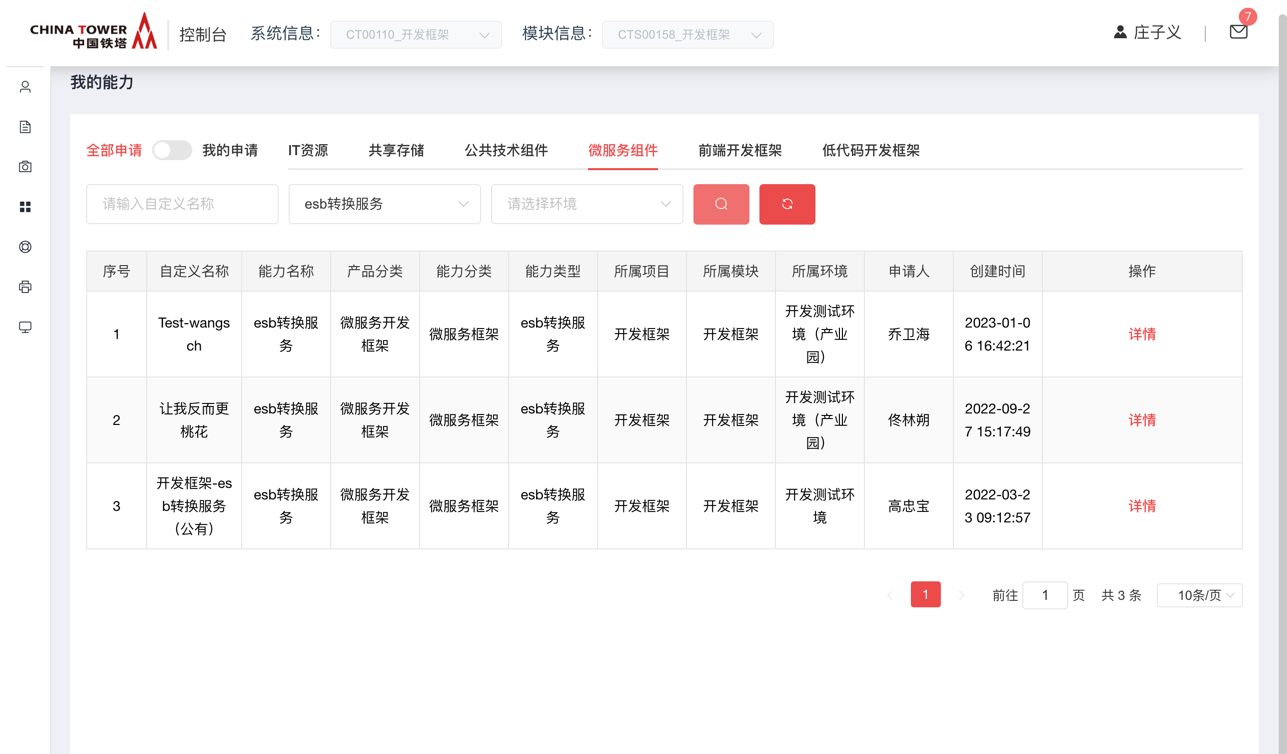 CHINA TOWER
中国铁塔
控制台
系统信息：
CT00110_开发框架
模块信息：
CTS00158_开发框架
庄子义
7
我的能力
全部申请
我的申请
IT资源
共享存储
公共技术组件
微服务组件
前端开发框架
低代码开发框架
请输入自定义名称
esb转换服务
请选择环境
序号
自定义名称
能力名称
产品分类
能力分类
能力类型
所属项目
所属模块
所属环境
申请人
创建时间
操作
1
Test-wangs
ch
esb转换服
务
微服务开发
框架
微服务框架
esb转换服
务
开发框架
开发框架
开发测试环
境（产业
园）
乔卫海
2023-01-0
6 16:42:21
详情
2
让我反而更
桃花
esb转换服
务
微服务开发
框架
微服务框架
esb转换服
务
开发框架
开发框架
开发测试环
境（产业
园）
佟林朔
2022-09-2
7 15:17:49
详情
3
开发框架-es
b转换服务
（公有）
esb转换服
务
微服务开发
框架
微服务框架
esb转换服
务
开发框架
开发框架
开发测试环
境
高忠宝
2022-03-2
3 09:12:57
详情
1
前往
1
页
共 3 条
10条/页